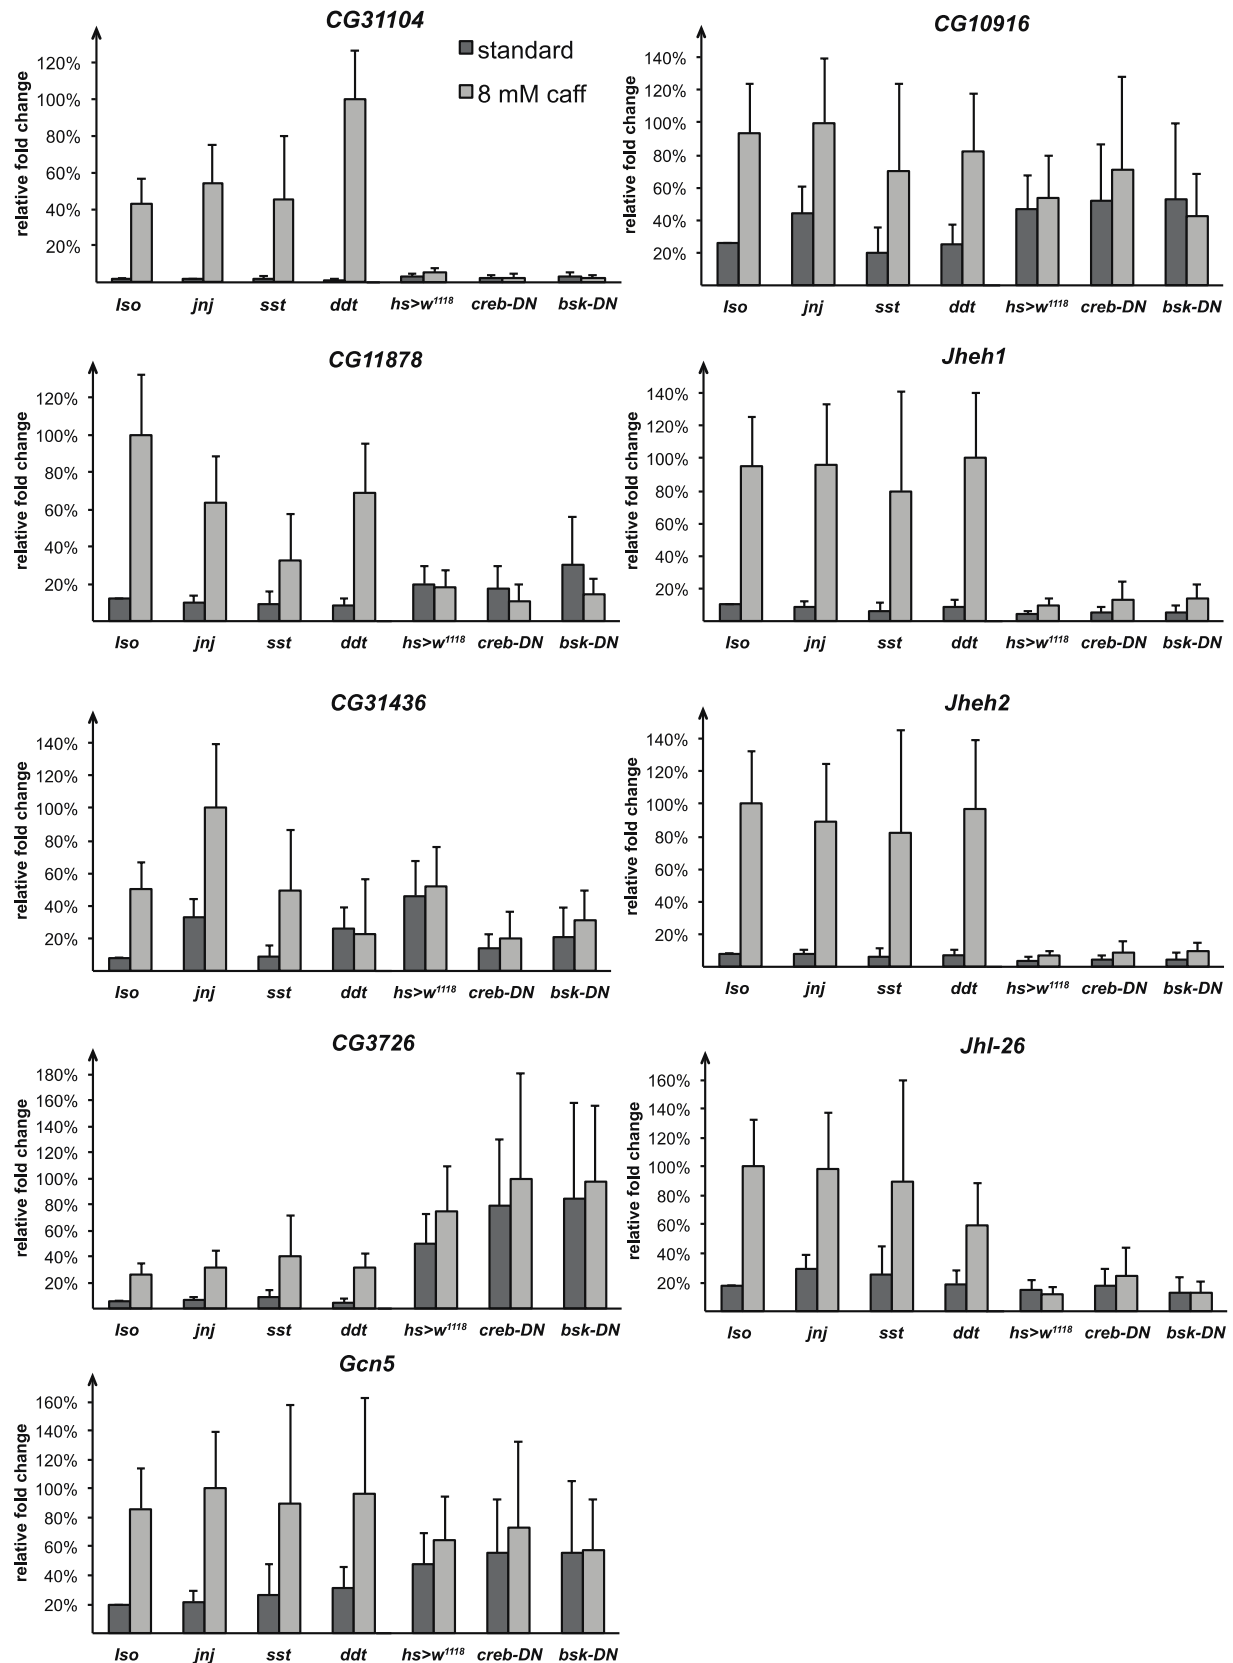 CG31104
relative fold change
120%
100%
80%
60%
40%
20%
standard
8 mM caff
Iso jnj sst ddt hs>w1118 creb-DN bsk-DN
CG10916
relative fold change
140%
120%
100%
80%
60%
40%
20%
Iso jnj sst ddt hs>w1118 creb-DN bsk-DN
CG11878
relative fold change
120%
100%
80%
60%
40%
20%
Iso jnj sst ddt hs>w1118 creb-DN bsk-DN
Jheh1
relative fold change
140%
120%
100%
80%
60%
40%
20%
Iso jnj sst ddt hs>w1118 creb-DN bsk-DN
CG31436
relative fold change
140%
120%
100%
80%
60%
40%
20%
Iso jnj sst ddt hs>w1118 creb-DN bsk-DN
Jheh2
relative fold change
140%
120%
100%
80%
60%
40%
20%
Iso jnj sst ddt hs>w1118 creb-DN bsk-DN
CG3726
relative fold change
180%
160%
140%
120%
100%
80%
60%
40%
20%
Iso jnj sst ddt hs>w1118 creb-DN bsk-DN
JhI-26
relative fold change
160%
140%
120%
100%
80%
60%
40%
20%
Iso jnj sst ddt hs>w1118 creb-DN bsk-DN
Gcn5
relative fold change
160%
140%
120%
100%
80%
60%
40%
20%
Iso jnj sst ddt hs>w1118 creb-DN bsk-DN